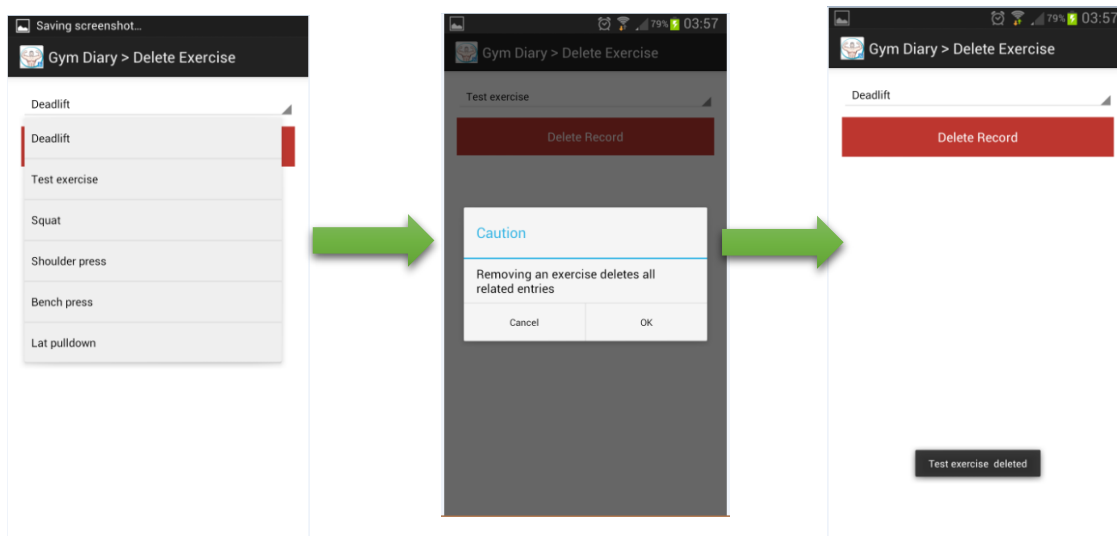 Saving screenshot...
Gym Diary > Delete Exercise
Deadlift
Deadlift
Test exercise
Squat
Shoulder press
Bench press
Lat pulldown
79% 03:57
Gym Diary > Delete Exercise
Test exercise
Delete Record
Caution
Removing an exercise deletes all
related entries
Cancel OK
79% 03:57
Gym Diary > Delete Exercise
Deadlift
Delete Record
Test exercise deleted